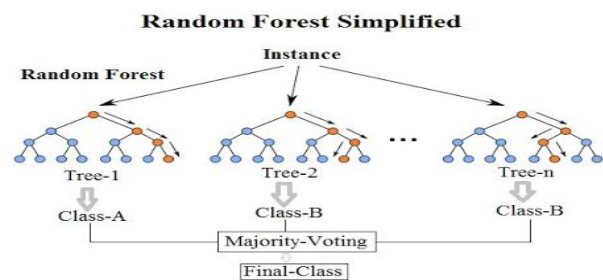 Random Forest Simplified
Instance
Random Forest
...
Tree-1 Tree-2 Tree-n
Class-A Class-B Class-B
Majority-Voting
Final-Class